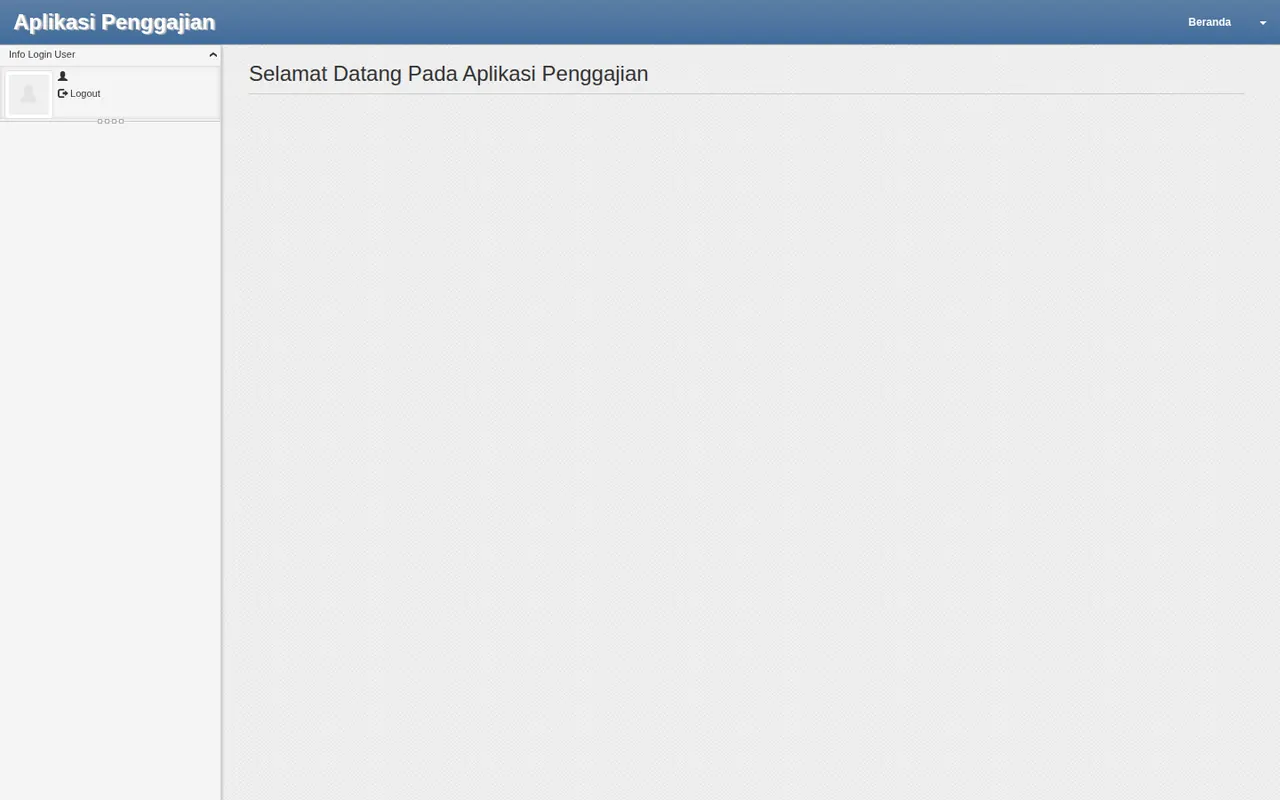 Aplikasi Penggajian
Beranda
Info Login User
Logout
Selamat Datang Pada Aplikasi Penggajian